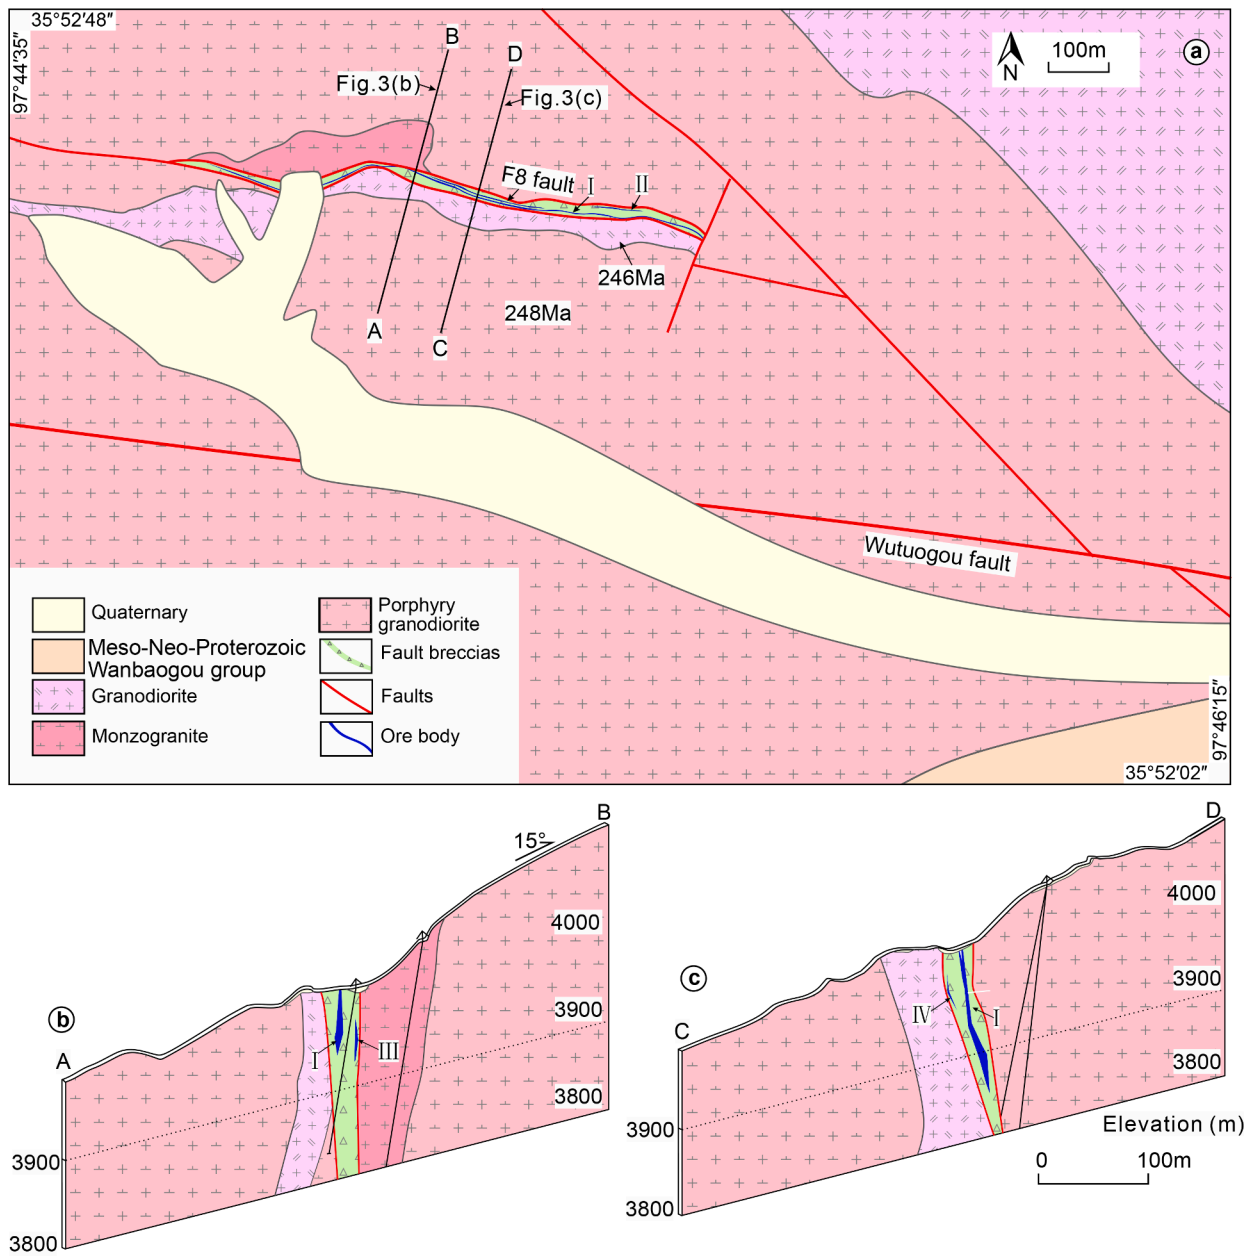 35°52′48″
97°44′35″
B
D
Fig.3(b)
Fig.3(c)
100m
N
a
F8 fault
I
II
246Ma
248Ma
A
C
Wutuogou fault
Quaternary
Meso-Neo-Proterozoic
Wanbaogou group
Granodiorite
Monzogranite
Porphyry
granodiorite
Fault breccias
Faults
Ore body
97°46′15″
35°52′02″
B
15°
4000
3900
3800
b
A
I
III
3900
3800
D
4000
3900
3800
c
C
IV
I
3900
3800
Elevation (m)
0 100m